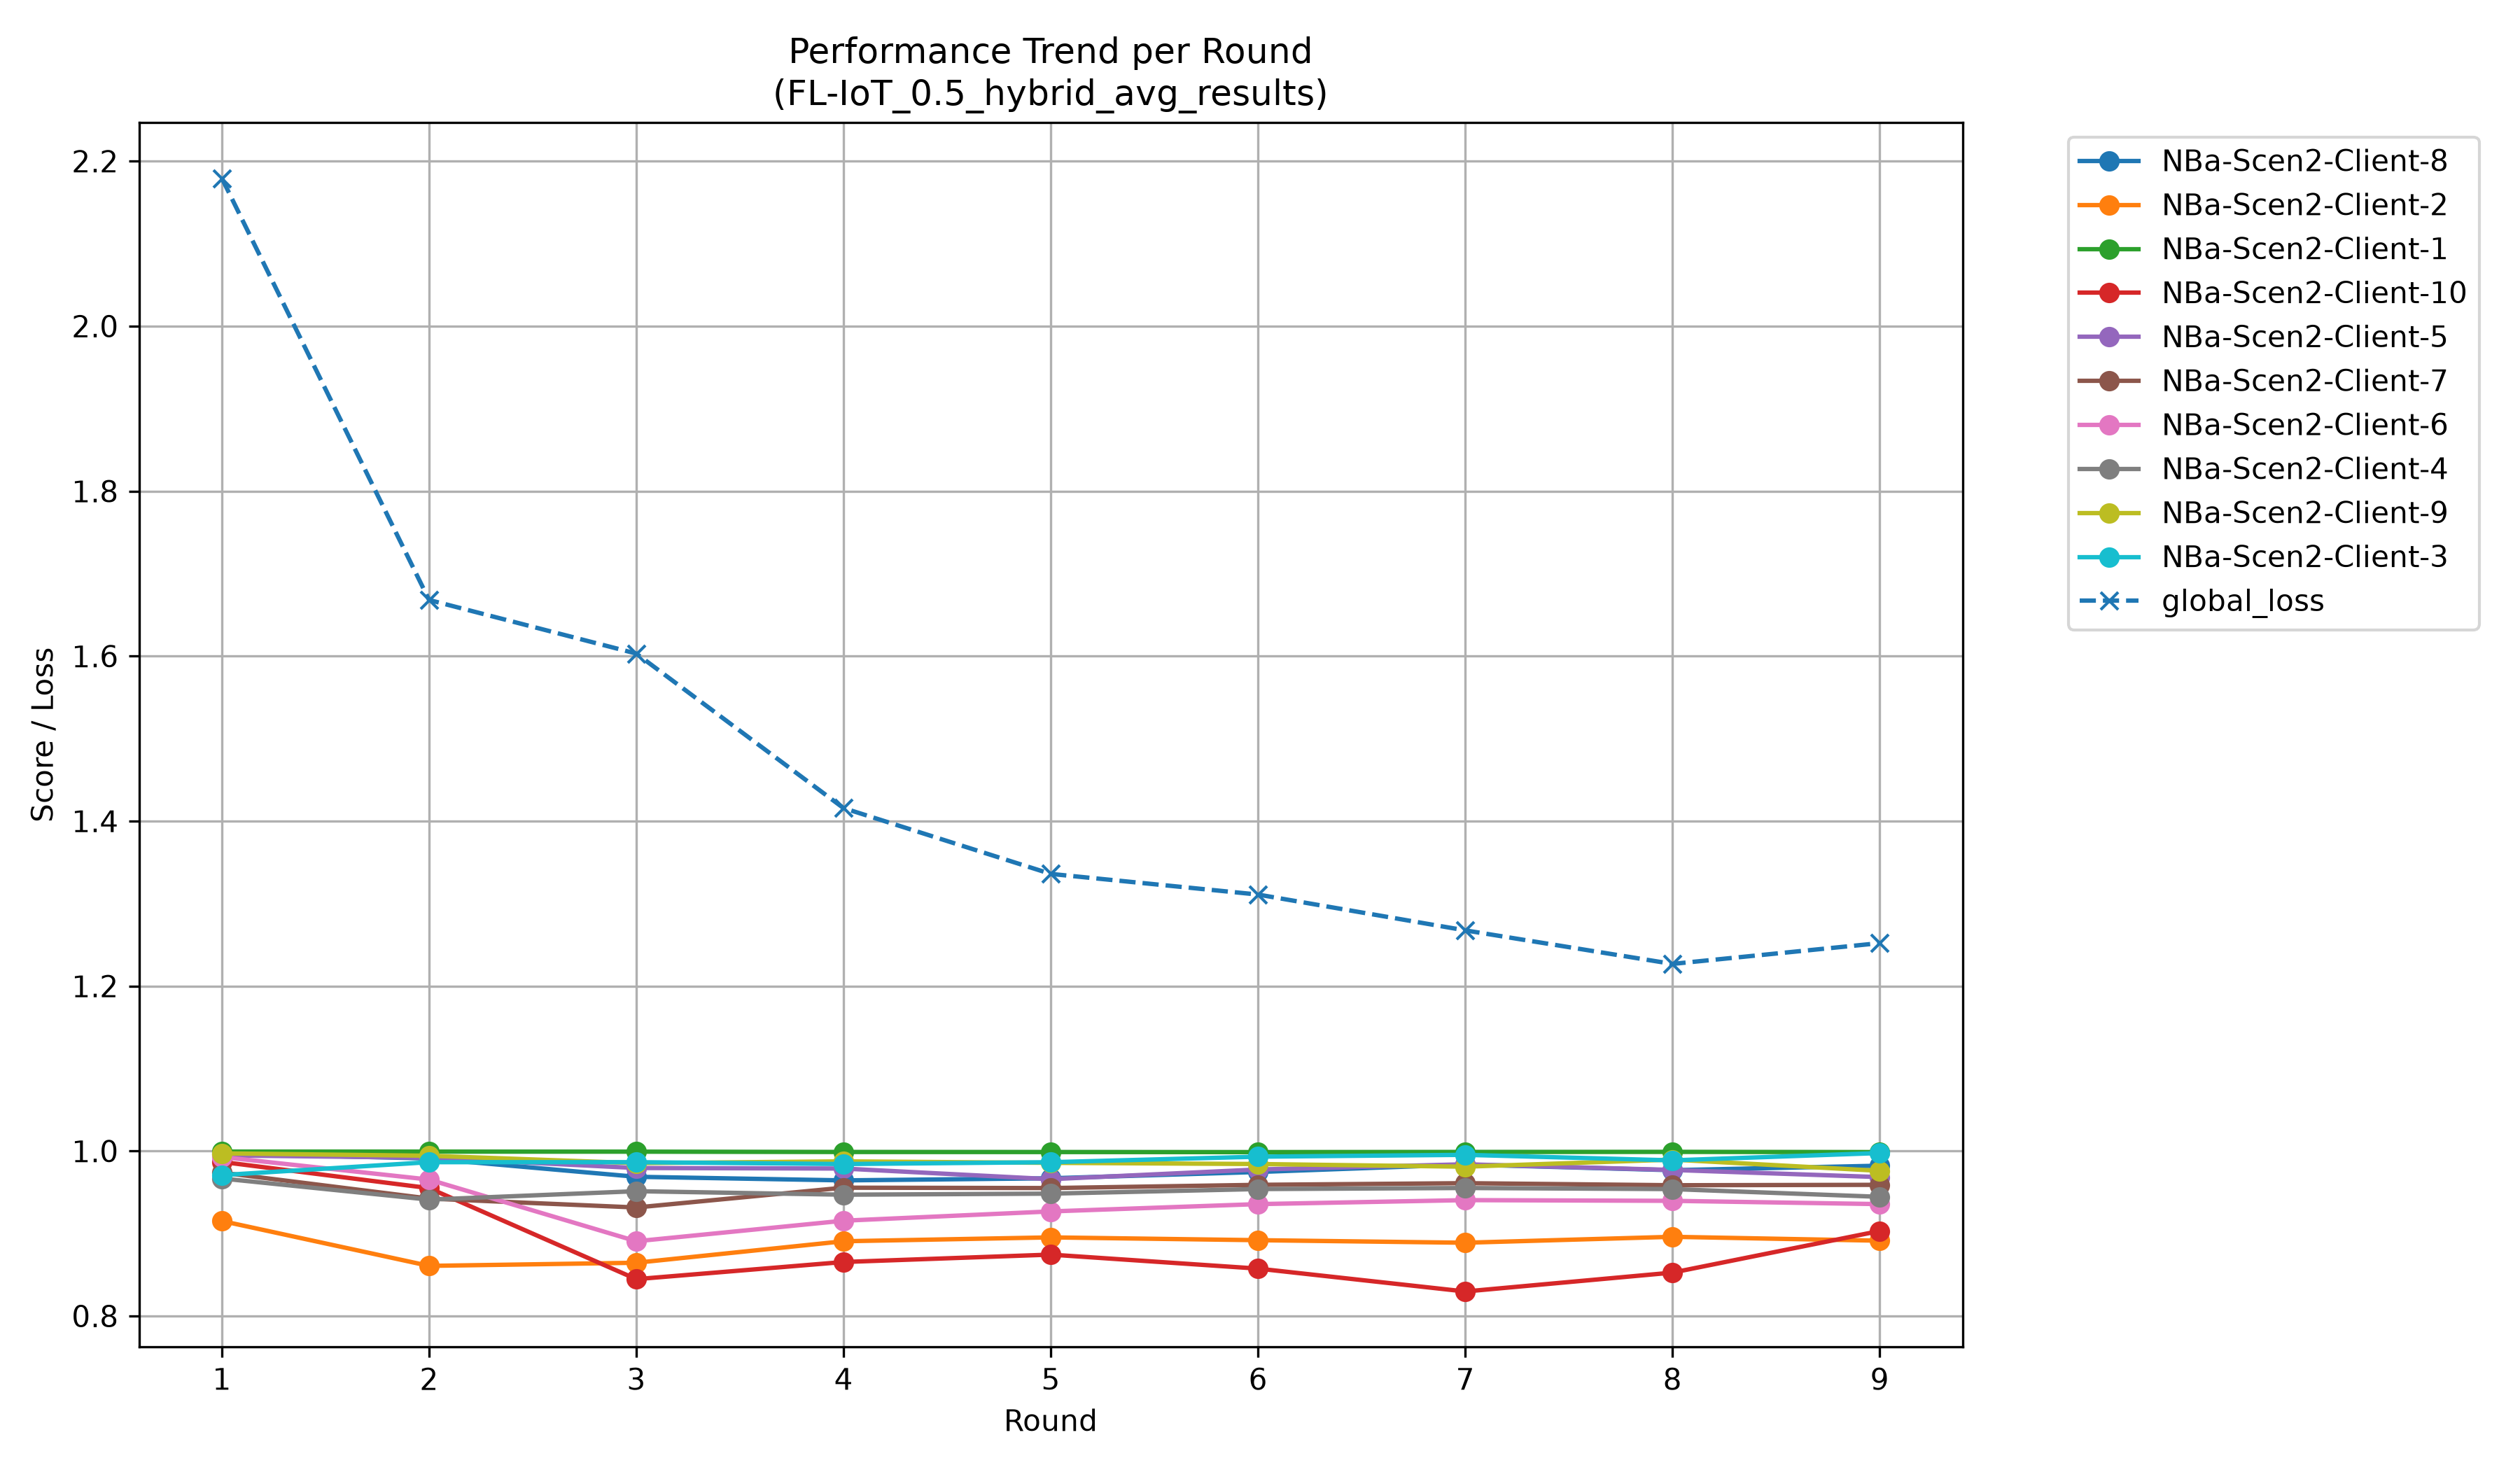 Performance Trend per Round
(FL-IoT_0.5_hybrid_avg_results)
2.2
2.0
1.8
1.6
1.4
1.2
1.0
0.8
Score / Loss
1 2 3 4 5 6 7 8 9
Round
NBa-Scen2-Client-8
NBa-Scen2-Client-2
NBa-Scen2-Client-1
NBa-Scen2-Client-10
NBa-Scen2-Client-5
NBa-Scen2-Client-7
NBa-Scen2-Client-6
NBa-Scen2-Client-4
NBa-Scen2-Client-9
NBa-Scen2-Client-3
global_loss